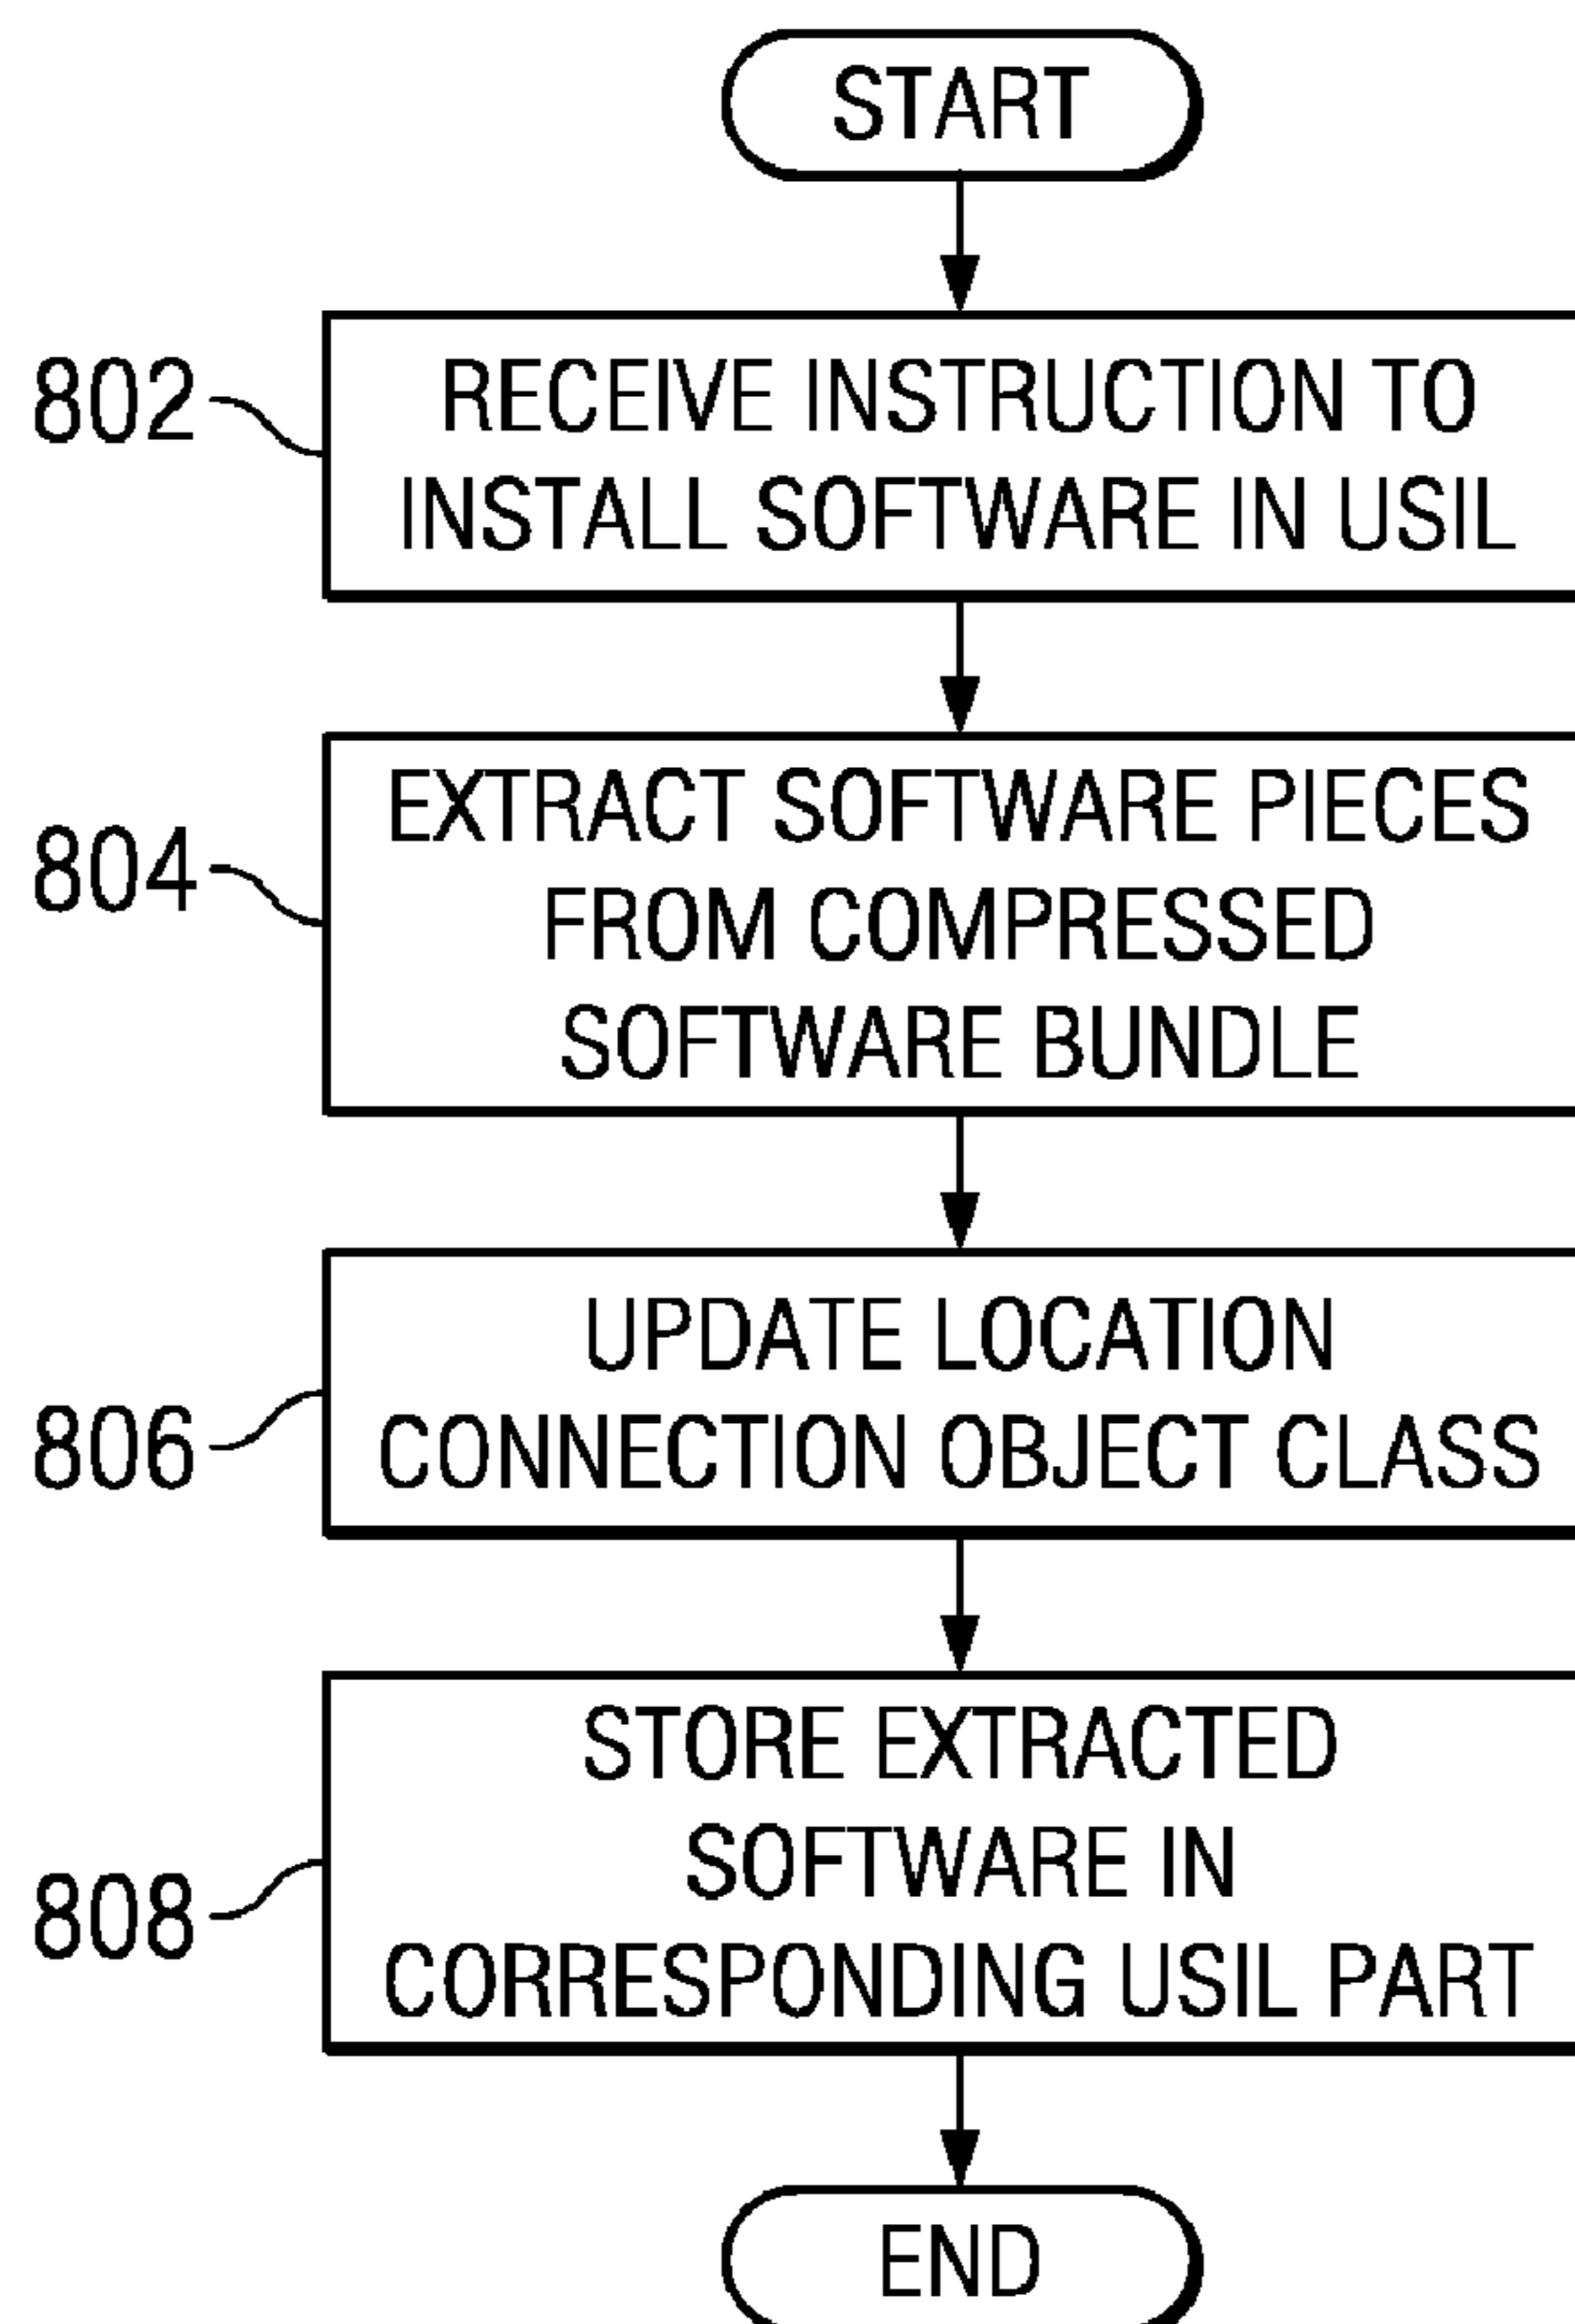 START
802
RECEIVE INSTRUCTION TO
INSTALL SOFTWARE IN USIL
804
EXTRACT SOFTWARE PIECES
FROM COMPRESSED
SOFTWARE BUNDLE
806
UPDATE LOCATION
CONNECTION OBJECT CLASS
808
STORE EXTRACTED
SOFTWARE IN
CORRESPONDING USIL PART
END